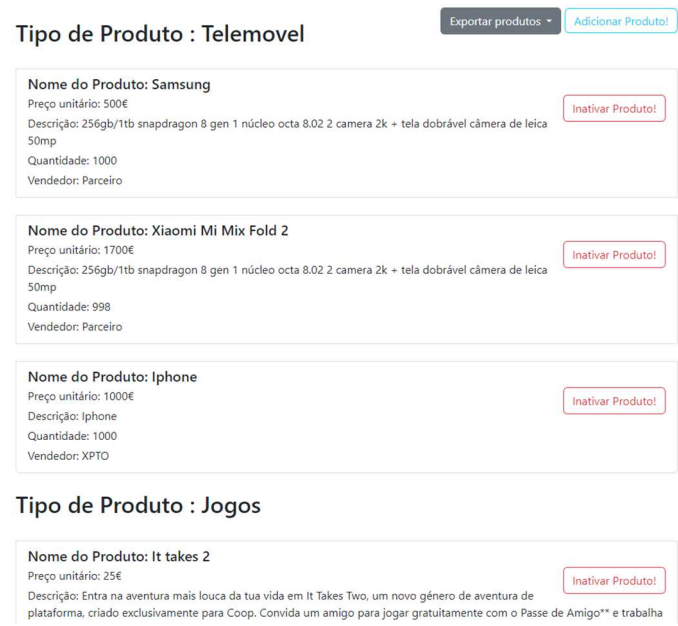 Exportar produtos
Adicionar Produto!
Tipo de Produto : Telemovel
Nome do Produto: Samsung
Preço unitário: 500€
Inativar Produto!
Descrição: 256gb/1tb snapdragon 8 gen 1 núcleo octa 8.02 2 camera 2k + tela dobrável câmera de leica
50mp
Quantidade: 1000
Vendedor: Parceiro
Nome do Produto: Xiaomi Mi Mix Fold 2
Preço unitário: 1700€
Inativar Produto!
Descrição: 256gb/1tb snapdragon 8 gen 1 núcleo octa 8.02 2 camera 2k + tela dobrável câmera de leica
50mp
Quantidade: 998
Vendedor: Parceiro
Nome do Produto: Iphone
Preço unitário: 1000€
Inativar Produto!
Descrição: Iphone
Quantidade: 1000
Vendedor: XPTO
Tipo de Produto : Jogos
Nome do Produto: It takes 2
Preço unitário: 25€
Inativar Produto!
Descrição: Entra na aventura mais louca da tua vida em It Takes Two, um novo género de aventura de
plataforma, criado exclusivamente para Coop. Convida um amigo para jogar gratuitamente com o Passe de Amigo** e trabalha